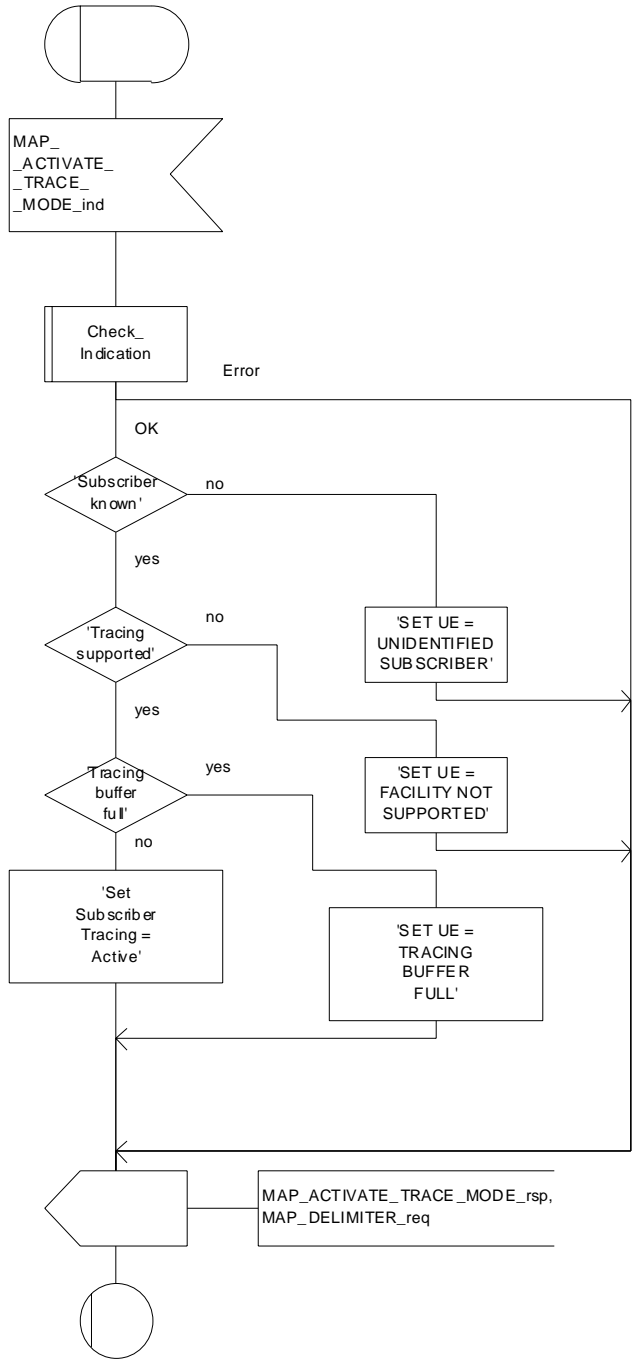 MAP_
_ACTIVATE_
_TRACE_
_MODE_ind
Check_
Indication
Error
OK
'Subscriber
known'
no
yes
'Tracing
supported'
no
'SET UE =
UNIDENTIFIED
SUBSCRIBER'
yes
'Tracing
buffer
full'
yes
'SET UE =
FACILITY NOT
SUPPORTED'
no
'Set
Subscriber
Tracing =
Active'
'SET UE =
TRACING
BUFFER
FULL'
MAP_ACTIVATE_TRACE_MODE_rsp,
MAP_DELIMITER_req